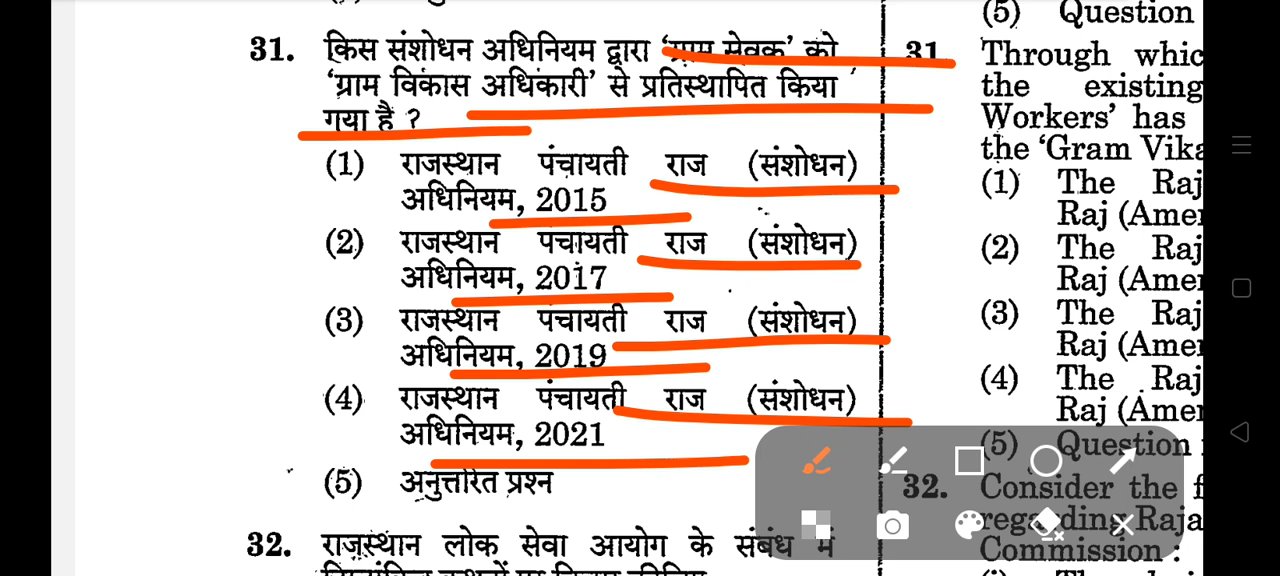 31. किस संशोधन अधिनियम द्वारा 'ग्राम सेवक' को
'ग्राम विकास अधिकारी' से प्रतिस्थापित किया
गया है ?
(1) राजस्थान पंचायती राज (संशोधन)
अधिनियम, 2015
(2) राजस्थान पंचायती राज (संशोधन)
अधिनियम, 2017
(3) राजस्थान पंचायती राज (संशोधन)
अधिनियम, 2019
(4) राजस्थान पंचायती राज (संशोधन)
अधिनियम, 2021
(5) अनुत्तरित प्रश्न
32. राजस्थान लोक सेवा आयोग के संबंध में
(5) Question
31 Through whic
the existing
Workers' has
the 'Gram Vika
(1) The Raj
Raj (Amer
(2) The Raj
Raj (Amer
(3) The Raj
Raj (Amer
(4) The Raj
Raj (Amer
(5) Question
32. Consider the f
regarding Raja
Commission :